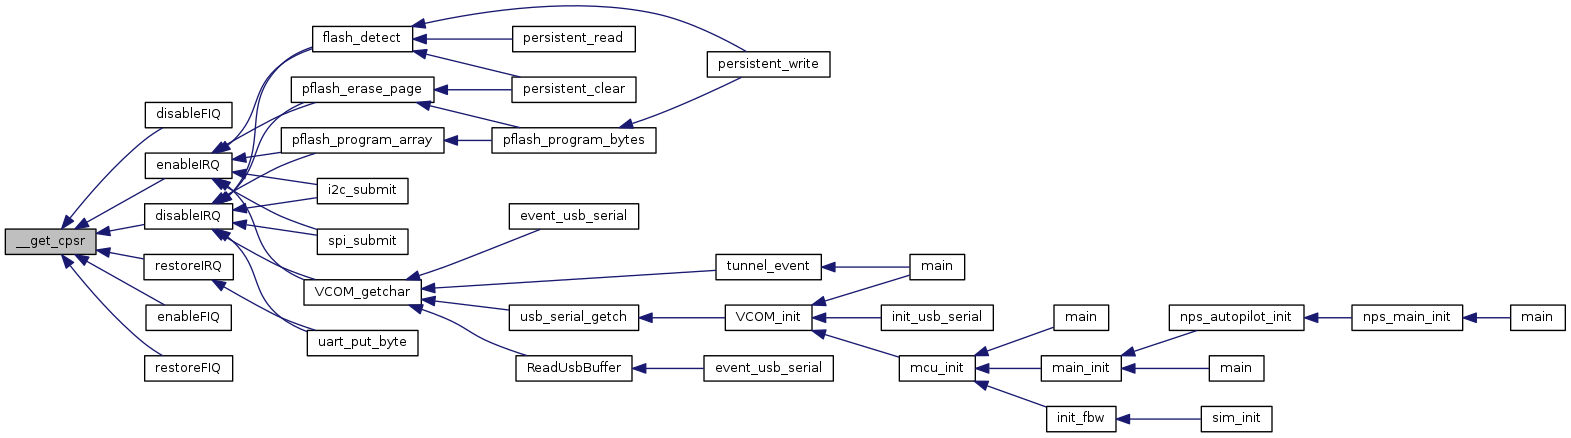 __get_cpsr
disableFIQ
enableIRQ
disableIRQ
restoreIRQ
enableFIQ
restoreFIQ
flash_detect
pflash_erase_page
pflash_program_array
i2c_submit
spi_submit
VCOM_getchar
uart_put_byte
persistent_read
persistent_clear
pflash_program_bytes
event_usb_serial
usb_serial_getch
ReadUsbBuffer
persistent_write
tunnel_event
VCOM_init
event_usb_serial
main
init_usb_serial
mcu_init
main
main_init
init_fbw
nps_autopilot_init
main
sim_init
nps_main_init
main